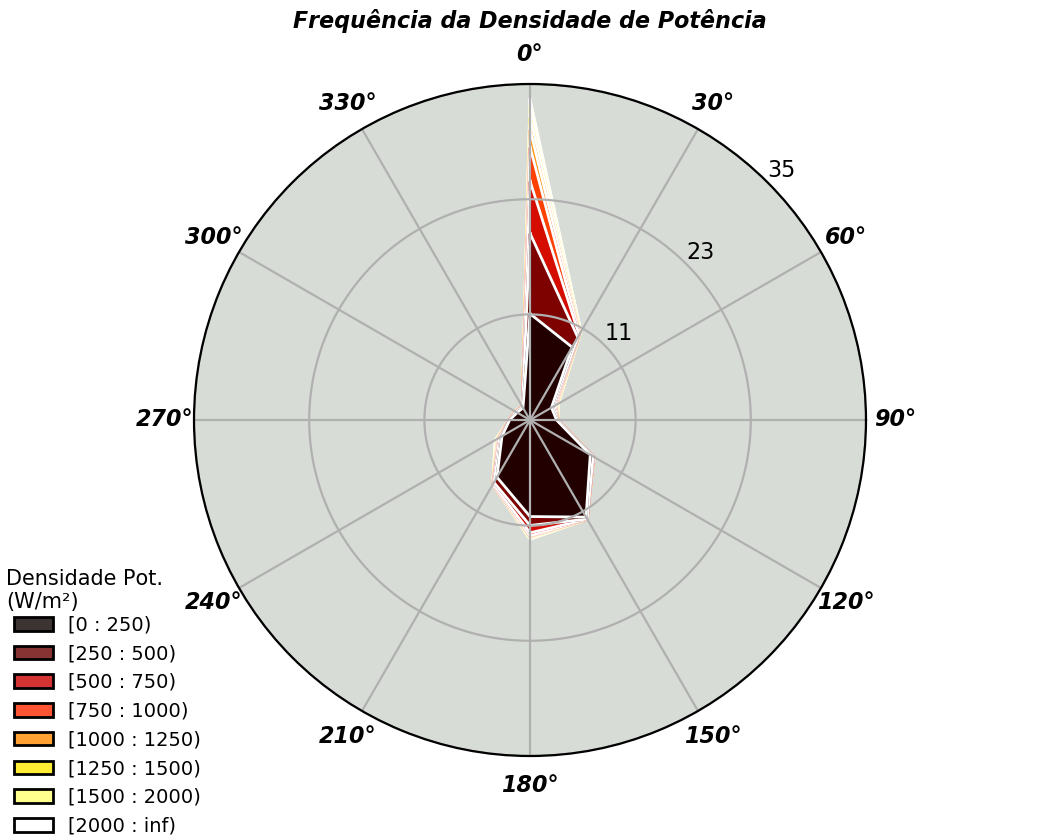 Frequência da Densidade de Potência
0°
330°
30°
35
300°
60°
23
11
270°
90°
240°
120°
210°
150°
180°
Densidade Pot.
(W/m²)
[0 : 250)
[250 : 500)
[500 : 750)
[750 : 1000)
[1000 : 1250)
[1250 : 1500)
[1500 : 2000)
[2000 : inf)